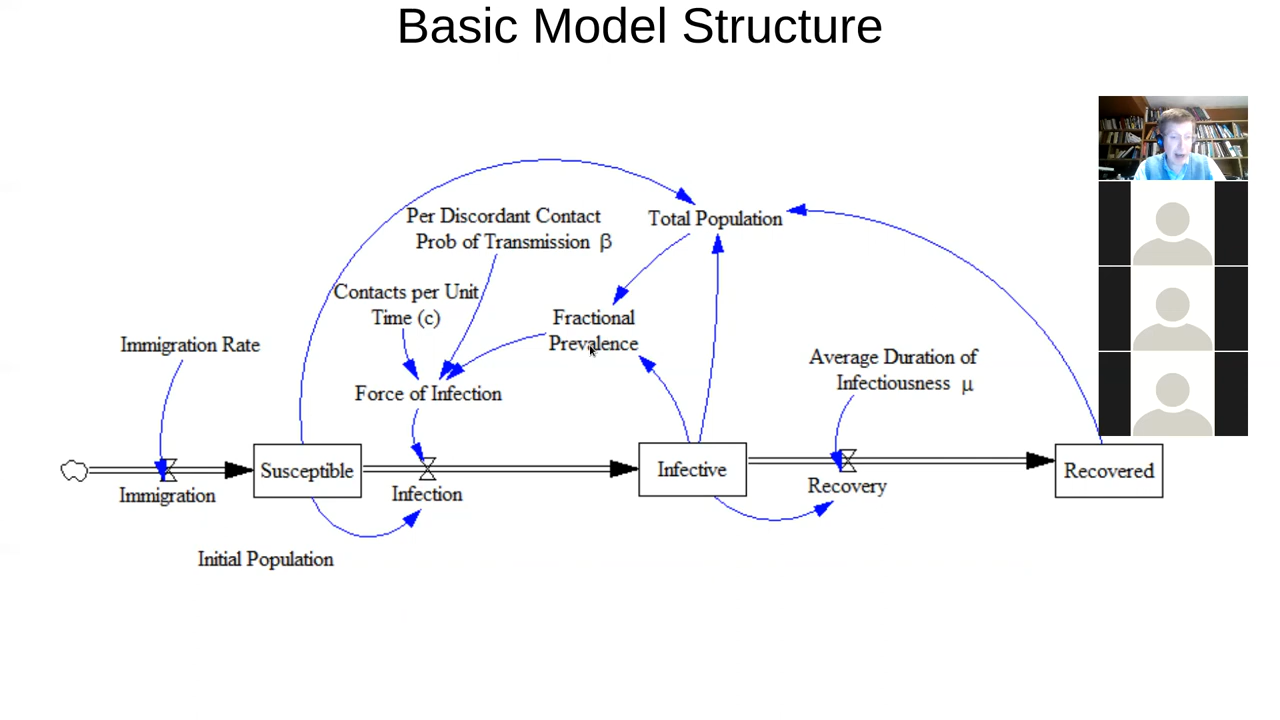 Basic Model Structure
Per Discordant Contact
Prob of Transmission β
Total Population
Contacts per Unit
Time (c)
Fractional
Prevalence
Immigration Rate
Average Duration of
Infectiousness μ
Force of Infection
Susceptible
Infective
Recovered
Immigration
Infection
Recovery
Initial Population